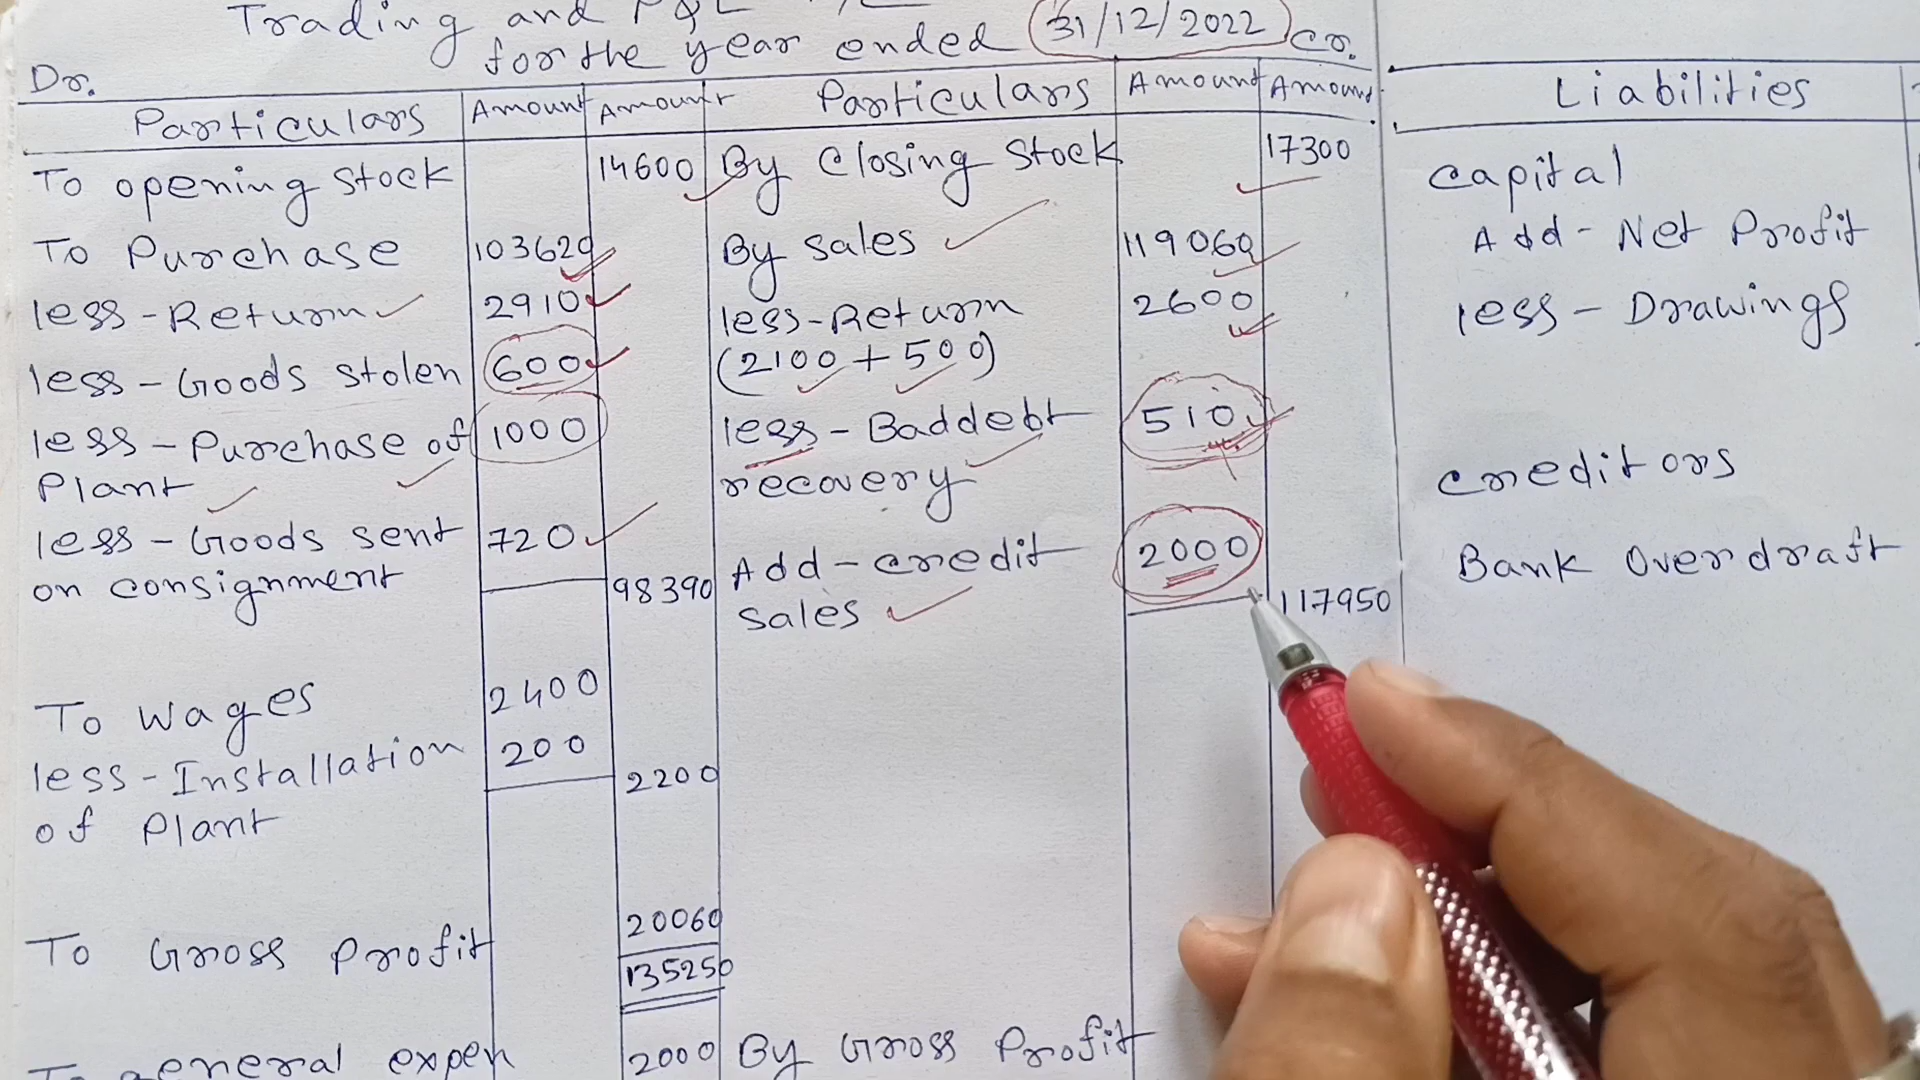 Trading and P&L
for the year ended 31/12/2022
Dr.
Cr.
Particulars Amount Amount Particulars Amount Amount
To opening stock 14600 By closing stock 17300
To Purchase 103620 By sales 119060
less - Return 2910 less - Return 2600
less - Goods stolen 600 (2100 + 500)
less - Purchase of 1000 less - Baddebt 510
Plant recovery
less - Goods sent 720 Add - credit 2000
on consignment 98390 sales 117950
To wages 2400
less - Installation 200
of Plant 2200
To Gross Profit 20060
135250
To general expen 2000 By Gross Profit
Liabilities
capital
Add - Net Profit
less - Drawings
creditors
Bank Overdraft